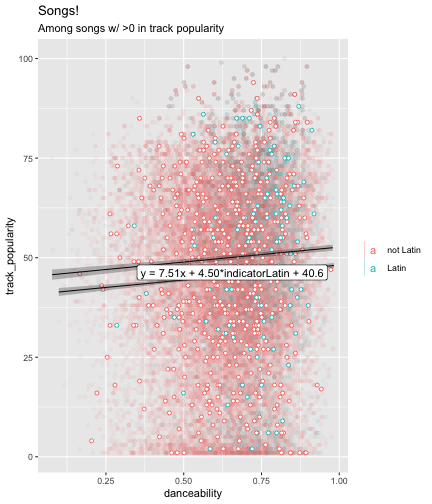 Songs!
Among songs w/ >0 in track popularity
100
75
50
25
0
track_popularity
y = 7.51x + 4.50*indicatorLatin + 40.6
a not Latin
a Latin
0.25 0.50 0.75 1.00
danceability